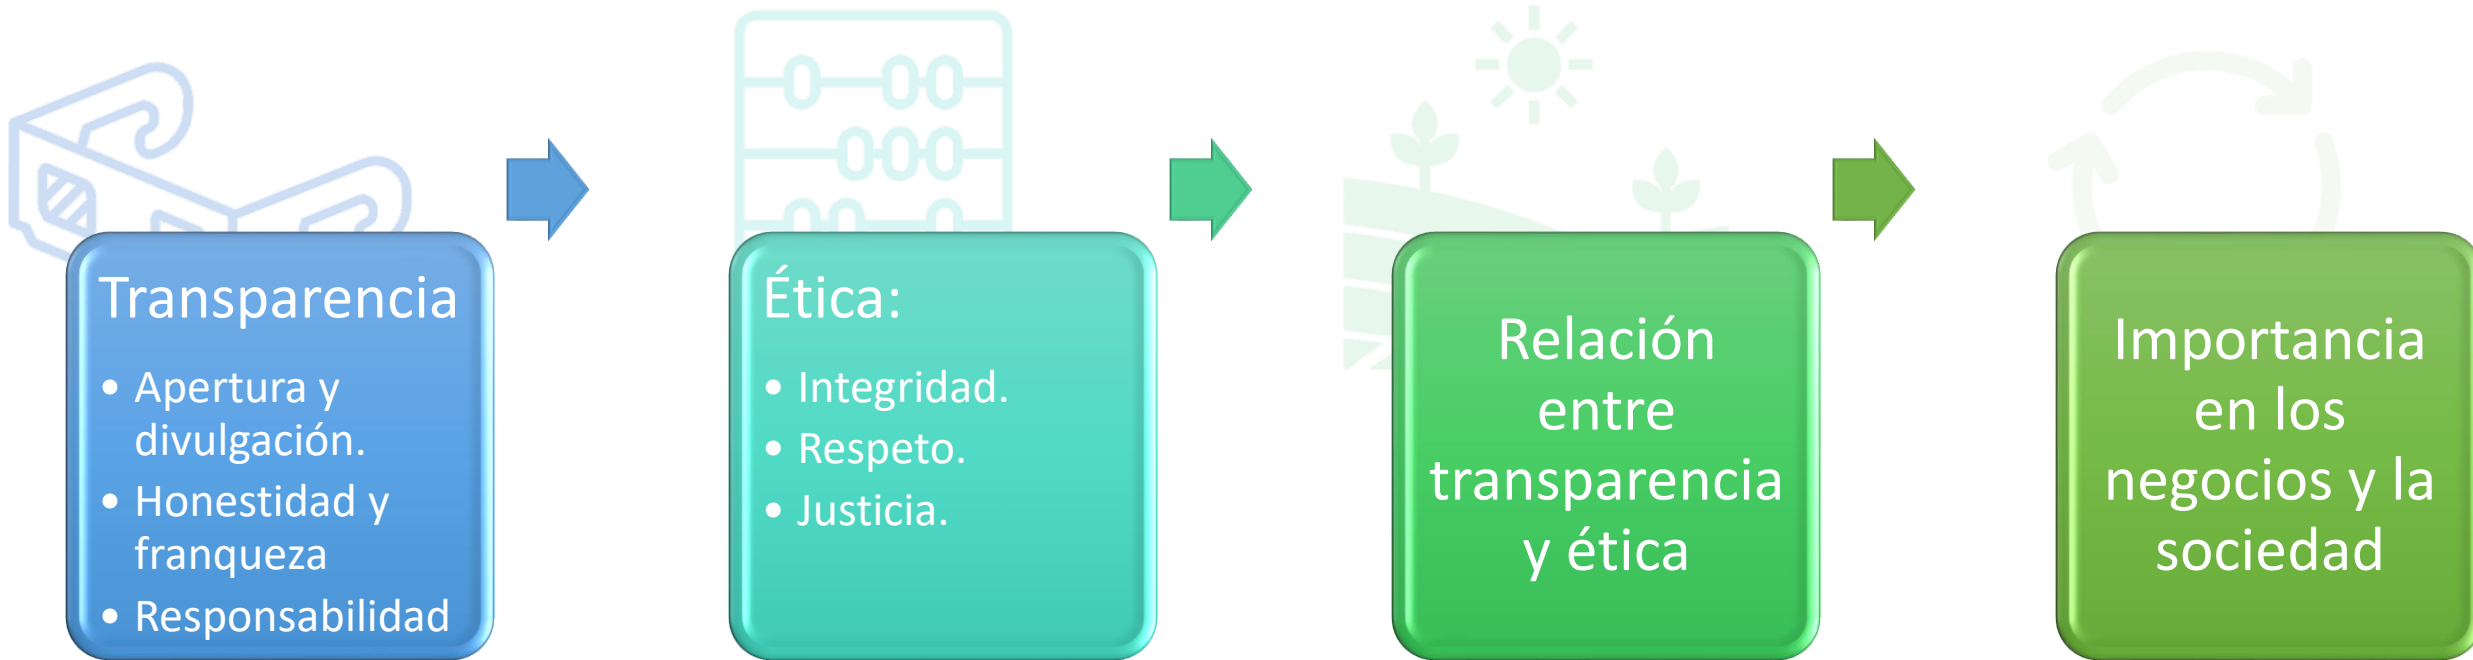 Transparencia
• Apertura y
divulgación.
• Honestidad y
franqueza
• Responsabilidad
Ética:
• Integridad.
• Respeto.
• Justicia.
Relación
entre
transparencia
y ética
Importancia
en los
negocios y la
sociedad